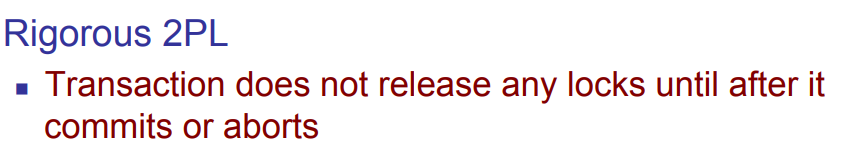 Rigorous 2PL
Transaction does not release any locks until after it
commits or aborts